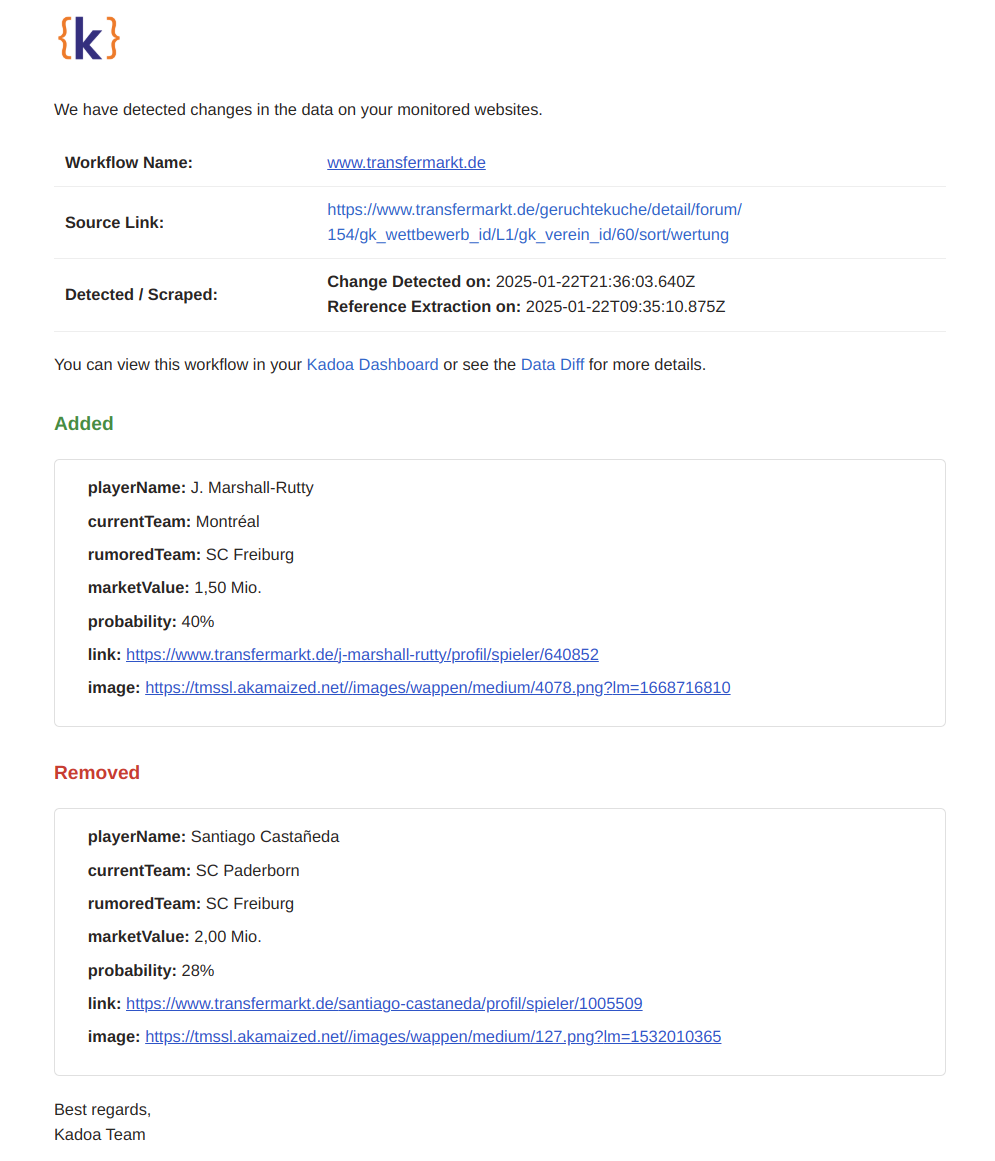 {k}
We have detected changes in the data on your monitored websites.
Workflow Name: www.transfermarkt.de
Source Link: https://www.transfermarkt.de/geruchtekuche/detail/forum/
154/gk_wettbewerb_id/L1/gk_verein_id/60/sort/wertung
Detected / Scraped: Change Detected on: 2025-01-22T21:36:03.640Z
Reference Extraction on: 2025-01-22T09:35:10.875Z
You can view this workflow in your Kadoa Dashboard or see the Data Diff for more details.
Added
playerName: J. Marshall-Rutty
currentTeam: Montréal
rumoredTeam: SC Freiburg
marketValue: 1,50 Mio.
probability: 40%
link: https://www.transfermarkt.de/j-marshall-rutty/profil/spieler/640852
image: https://tmssl.akamaized.net//images/wappen/medium/4078.png?lm=1668716810
Removed
playerName: Santiago Castañeda
currentTeam: SC Paderborn
rumoredTeam: SC Freiburg
marketValue: 2,00 Mio.
probability: 28%
link: https://www.transfermarkt.de/santiago-castaneda/profil/spieler/1005509
image: https://tmssl.akamaized.net//images/wappen/medium/127.png?lm=1532010365
Best regards,
Kadoa Team